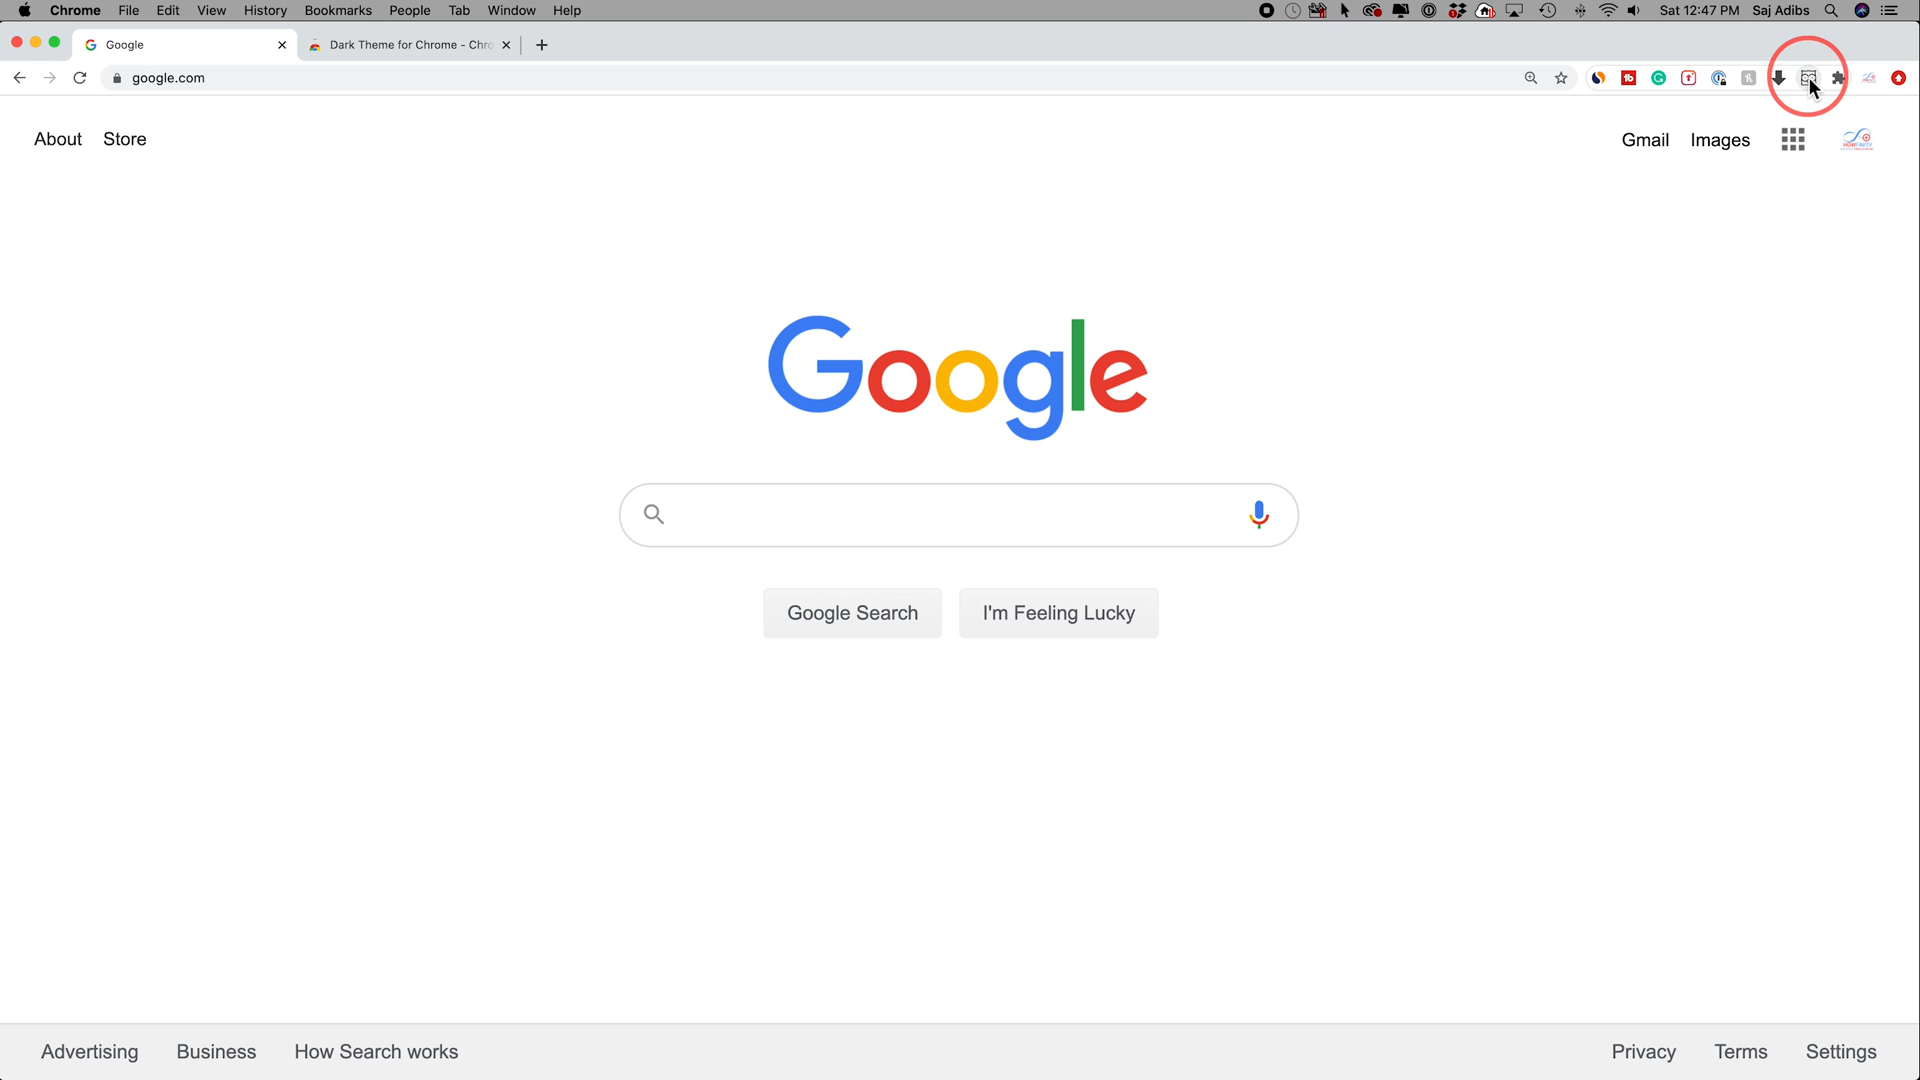 Chrome File Edit View History Bookmarks People Tab Window Help Sat 12:47 PM Saj Adibs
Google Dark Theme for Chrome - Chro
google.com
About Store Gmail Images
HOWFINITY
Google
Google Search I'm Feeling Lucky
Advertising Business How Search works Privacy Terms Settings